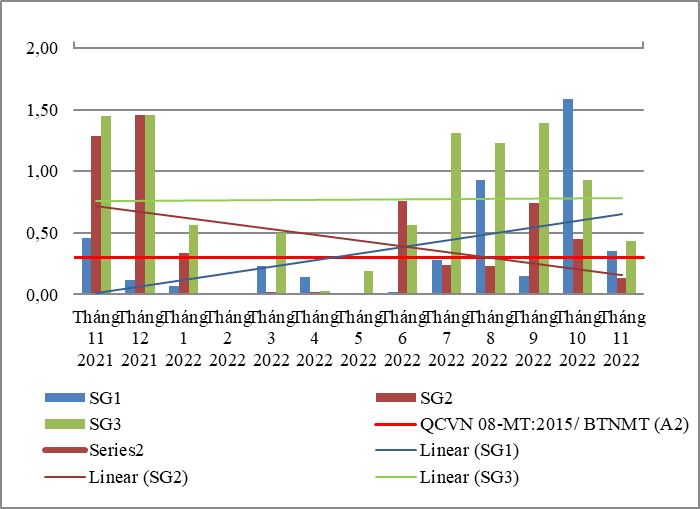 2,00
1,50
1,00
0,50
0,00
Tháng Tháng Tháng Tháng Tháng Tháng Tháng Tháng Tháng Tháng Tháng Tháng Tháng
11 12 1 2 3 4 5 6 7 8 9 10 11
2021 2021 2022 2022 2022 2022 2022 2022 2022 2022 2022 2022 2022
SG1 SG2
SG3 QCVN 08-MT:2015/ BTNMT (A2)
Series2 Linear (SG1)
Linear (SG2) Linear (SG3)